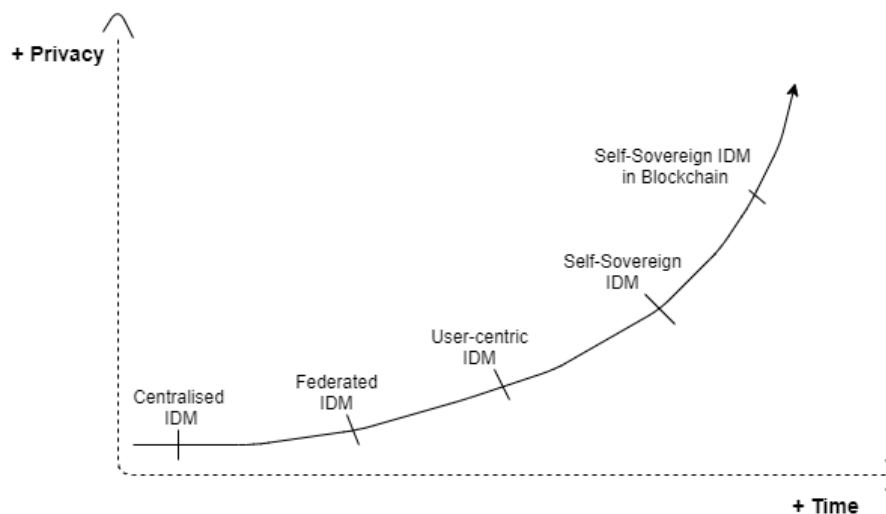 + Privacy
Self-Sovereign IDM
in Blockchain
Self-Sovereign
IDM
User-centric
IDM
Federated
IDM
Centralised
IDM
+ Time